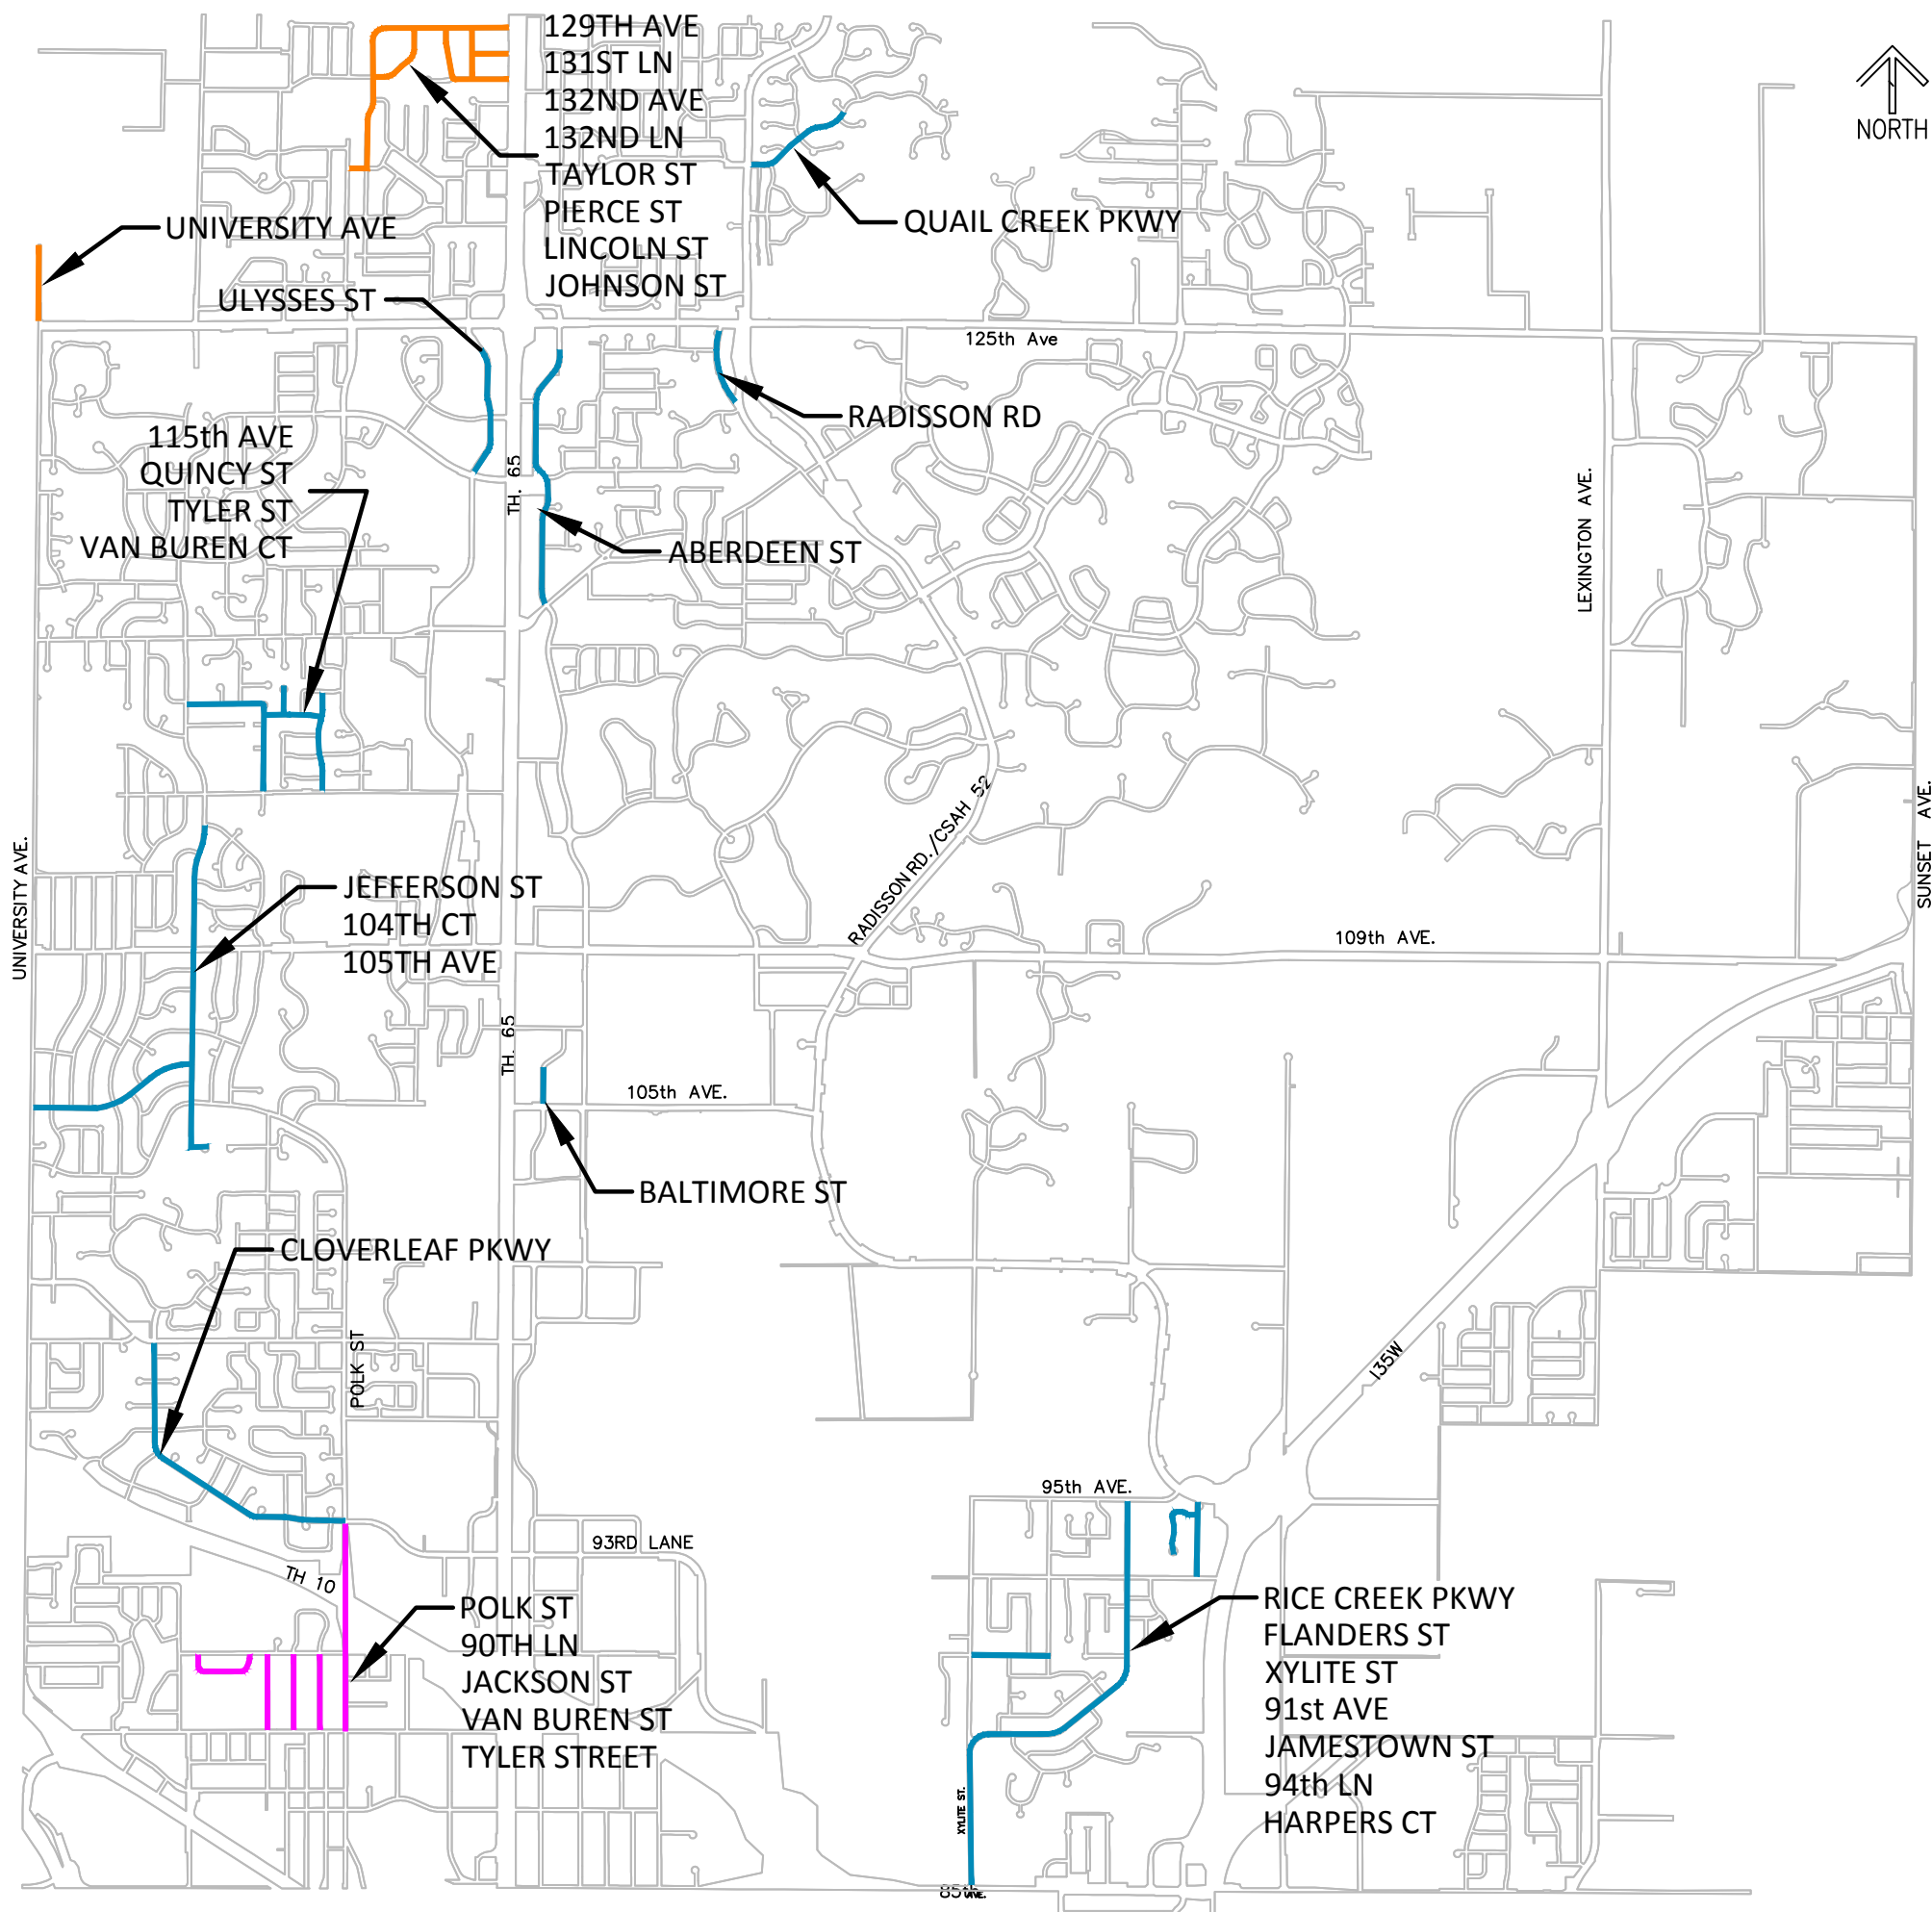 129TH AVE
131ST LN
132ND AVE
132ND LN
TAYLOR ST
PIERCE ST
LINCOLN ST
JOHNSON ST
NORTH
UNIVERSITY AVE
QUAIL CREEK PKWY
ULYSSES ST
125th Ave
RADISSON RD
115th AVE
QUINCY ST
TYLER ST
VAN BUREN CT
TH. 65
ABERDEEN ST
LEXINGTON AVE.
UNIVERSITY AVE.
RADISSON RD./CSAH 52
SUNSET AVE.
JEFFERSON ST
104TH CT
105TH AVE
109th AVE.
TH. 65
105th AVE.
BALTIMORE ST
CLOVERLEAF PKWY
POLK ST
I35W
95th AVE.
93RD LANE
TH 10
POLK ST
90TH LN
JACKSON ST
VAN BUREN ST
TYLER STREET
RICE CREEK PKWY
FLANDERS ST
XYLITE ST
91st AVE
JAMESTOWN ST
94th LN
HARPERS CT
XYLITE ST.
85th AVE.